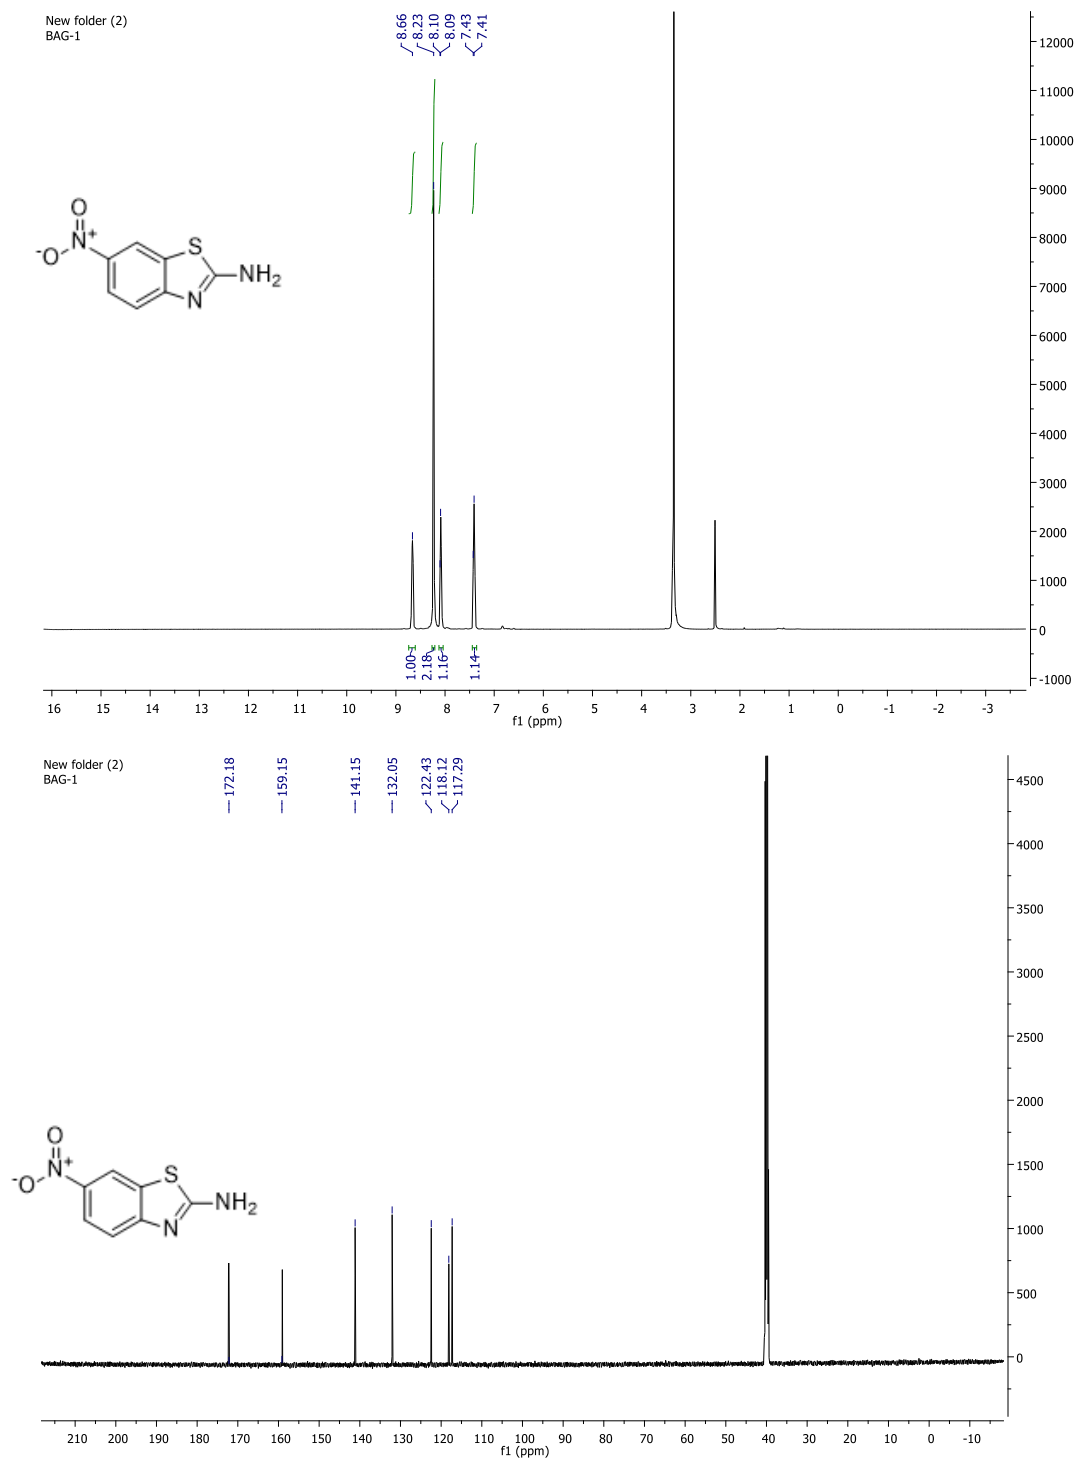 New folder (2)
BAG-1
8.66
8.23
8.10
8.09
7.43
7.41
12000
11000
10000
9000
8000
7000
6000
5000
4000
3000
2000
1000
0
-1000
O
N+
-O
S
N
NH2
1.00
2.18
1.16
1.14
16 15 14 13 12 11 10 9 8 7 6 5 4 3 2 1 0 -1 -2 -3
f1 (ppm)
New folder (2)
BAG-1
172.18
159.15
141.15
132.05
122.43
118.12
117.29
4500
4000
3500
3000
2500
2000
1500
1000
500
0
O
N+
-O
S
N
NH2
210 200 190 180 170 160 150 140 130 120 110 100 90 80 70 60 50 40 30 20 10 0 -10
f1 (ppm)